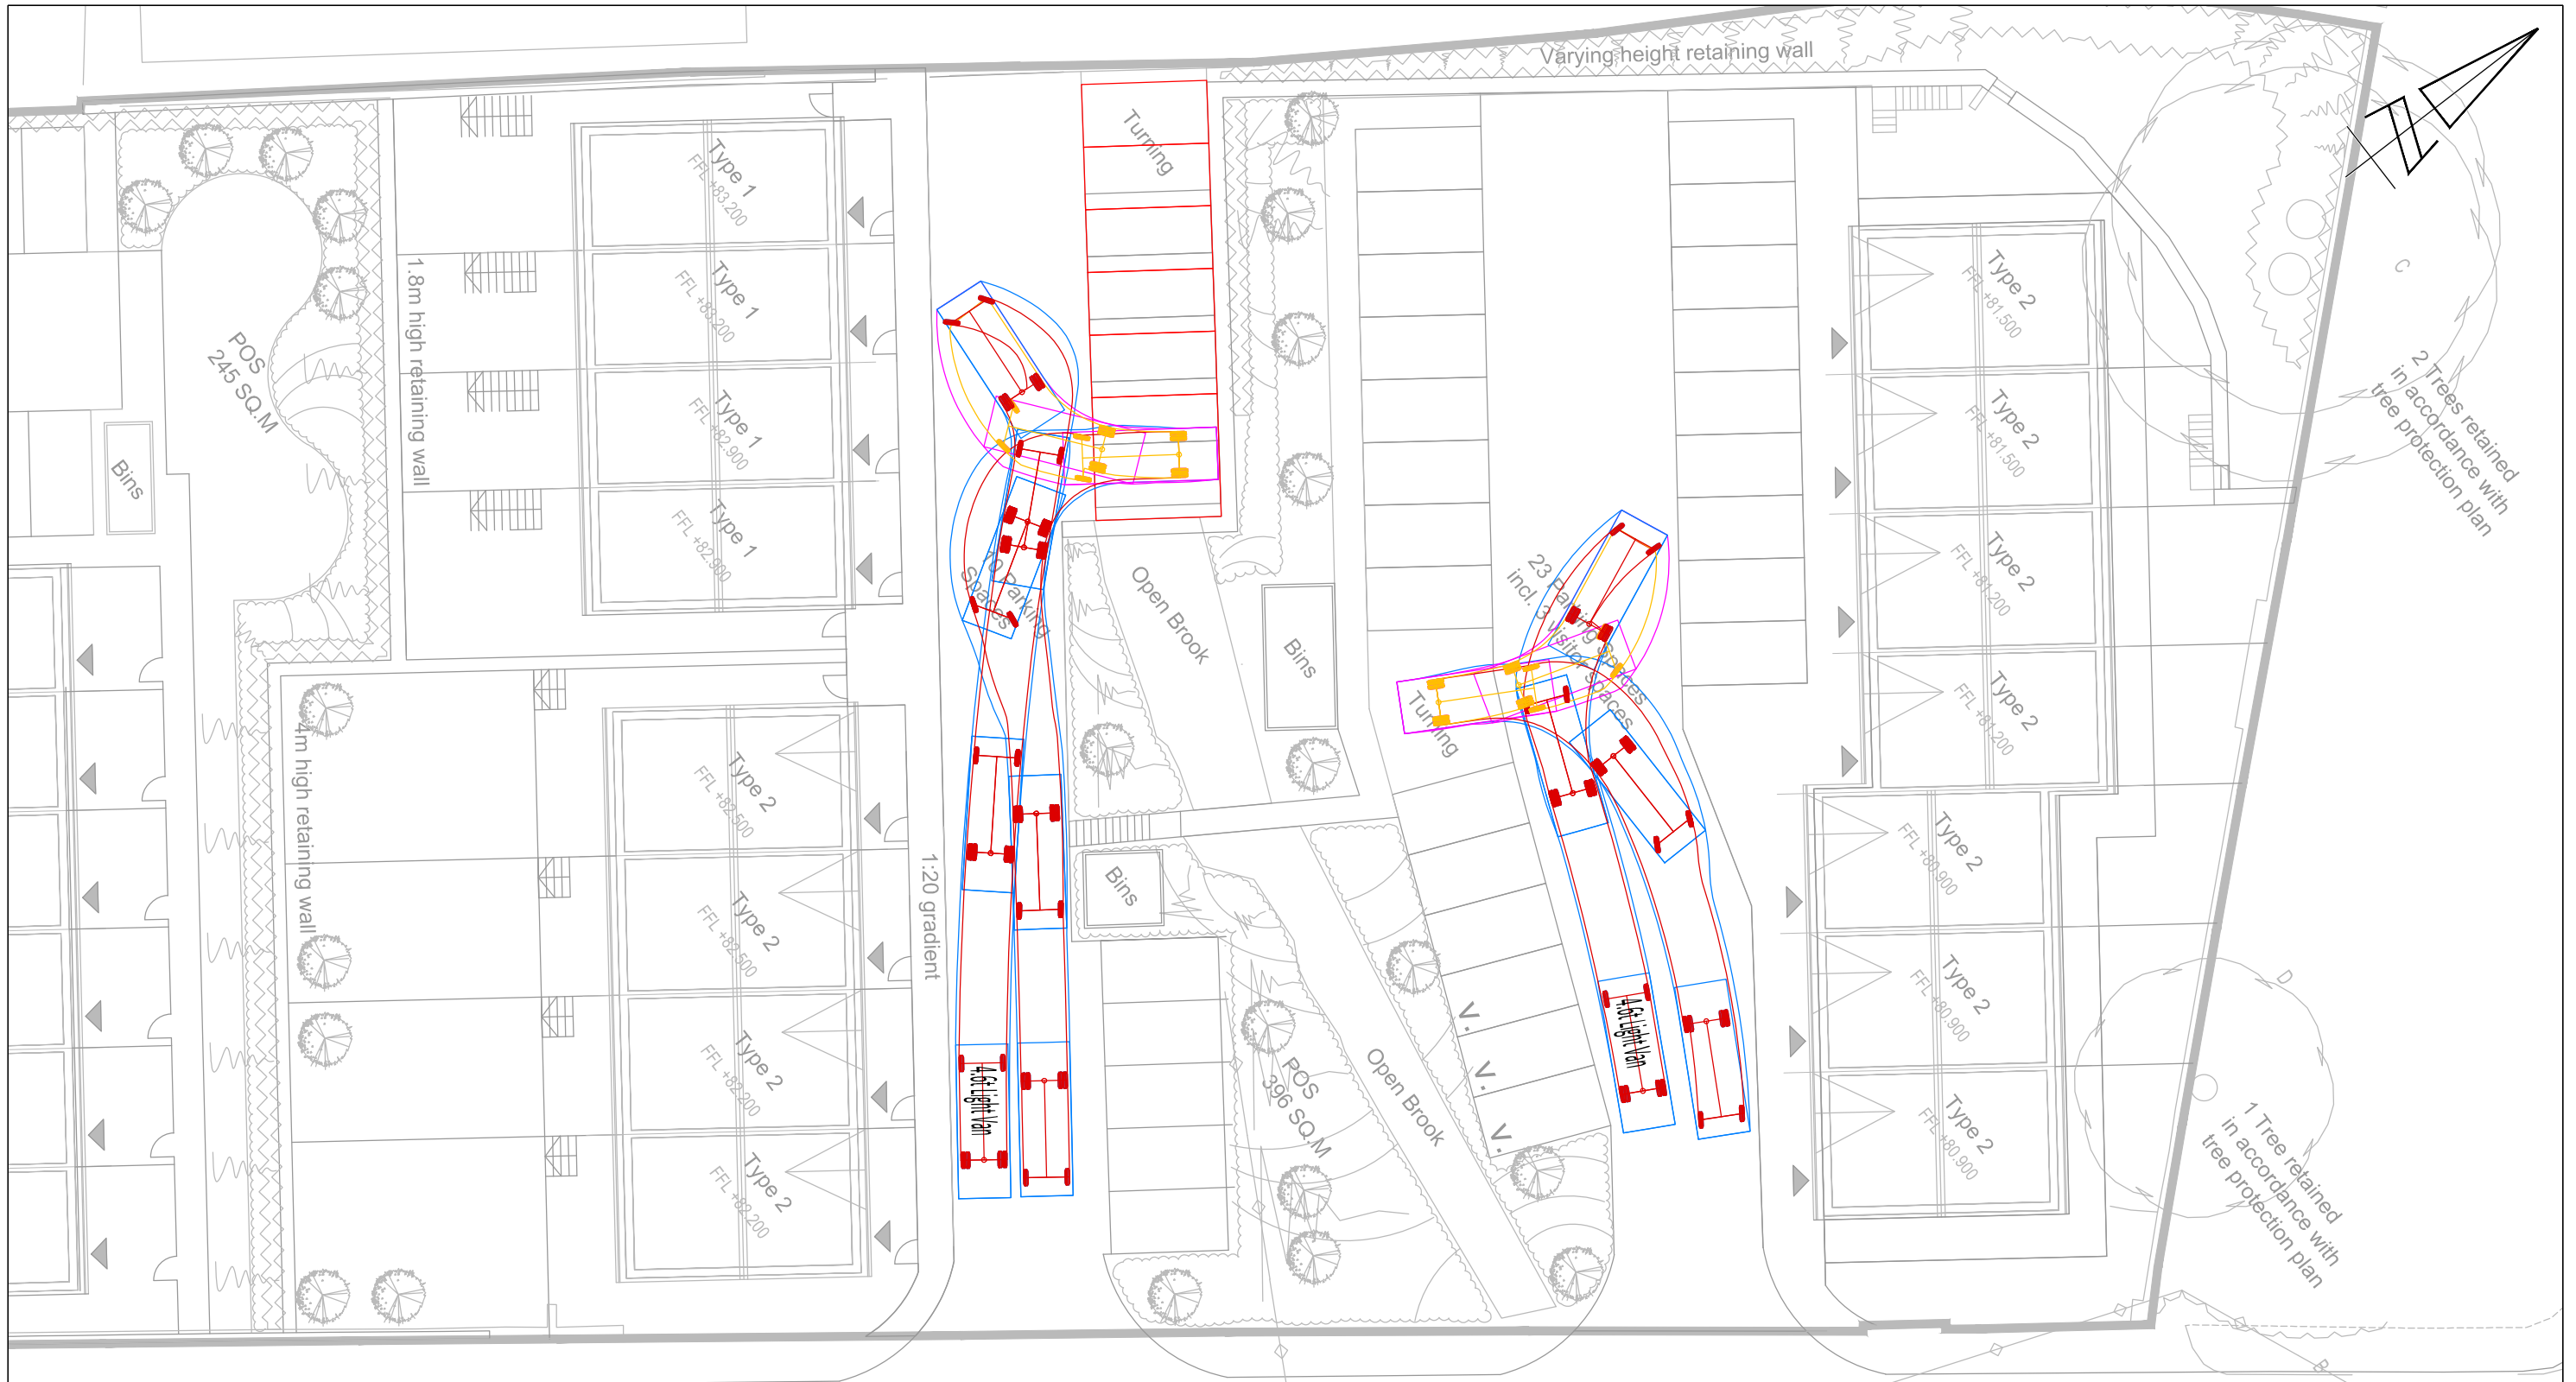 Varying height retaining wall
Turning
Type 1
FFL +83.200
Type 1
FFL +83.200
Type 1
FFL +82.900
Type 1
FFL +82.900
1.8m high retaining wall
POS
245 SQ.M
Bins
4m high retaining wall
Type 2
FFL +82.500
Type 2
FFL +82.500
Type 2
FFL +82.200
Type 2
FFL +82.200
1:20 gradient
10 Parking
Spaces
4.6t Light Van
Open Brook
Bins
Bins
POS
396 SQ.M
Open Brook
Turning
23 Parking Spaces
incl. 3 visitor spaces
V.
V.
V.
4.6t Light Van
Type 2
FFL +81.500
Type 2
FFL +81.500
Type 2
FFL +81.200
Type 2
FFL +81.200
Type 2
FFL +80.900
Type 2
FFL +80.900
Type 2
FFL +80.900
N
C
2 Trees retained
in accordance with
tree protection plan
D
1 Tree retained
in accordance with
tree protection plan
B